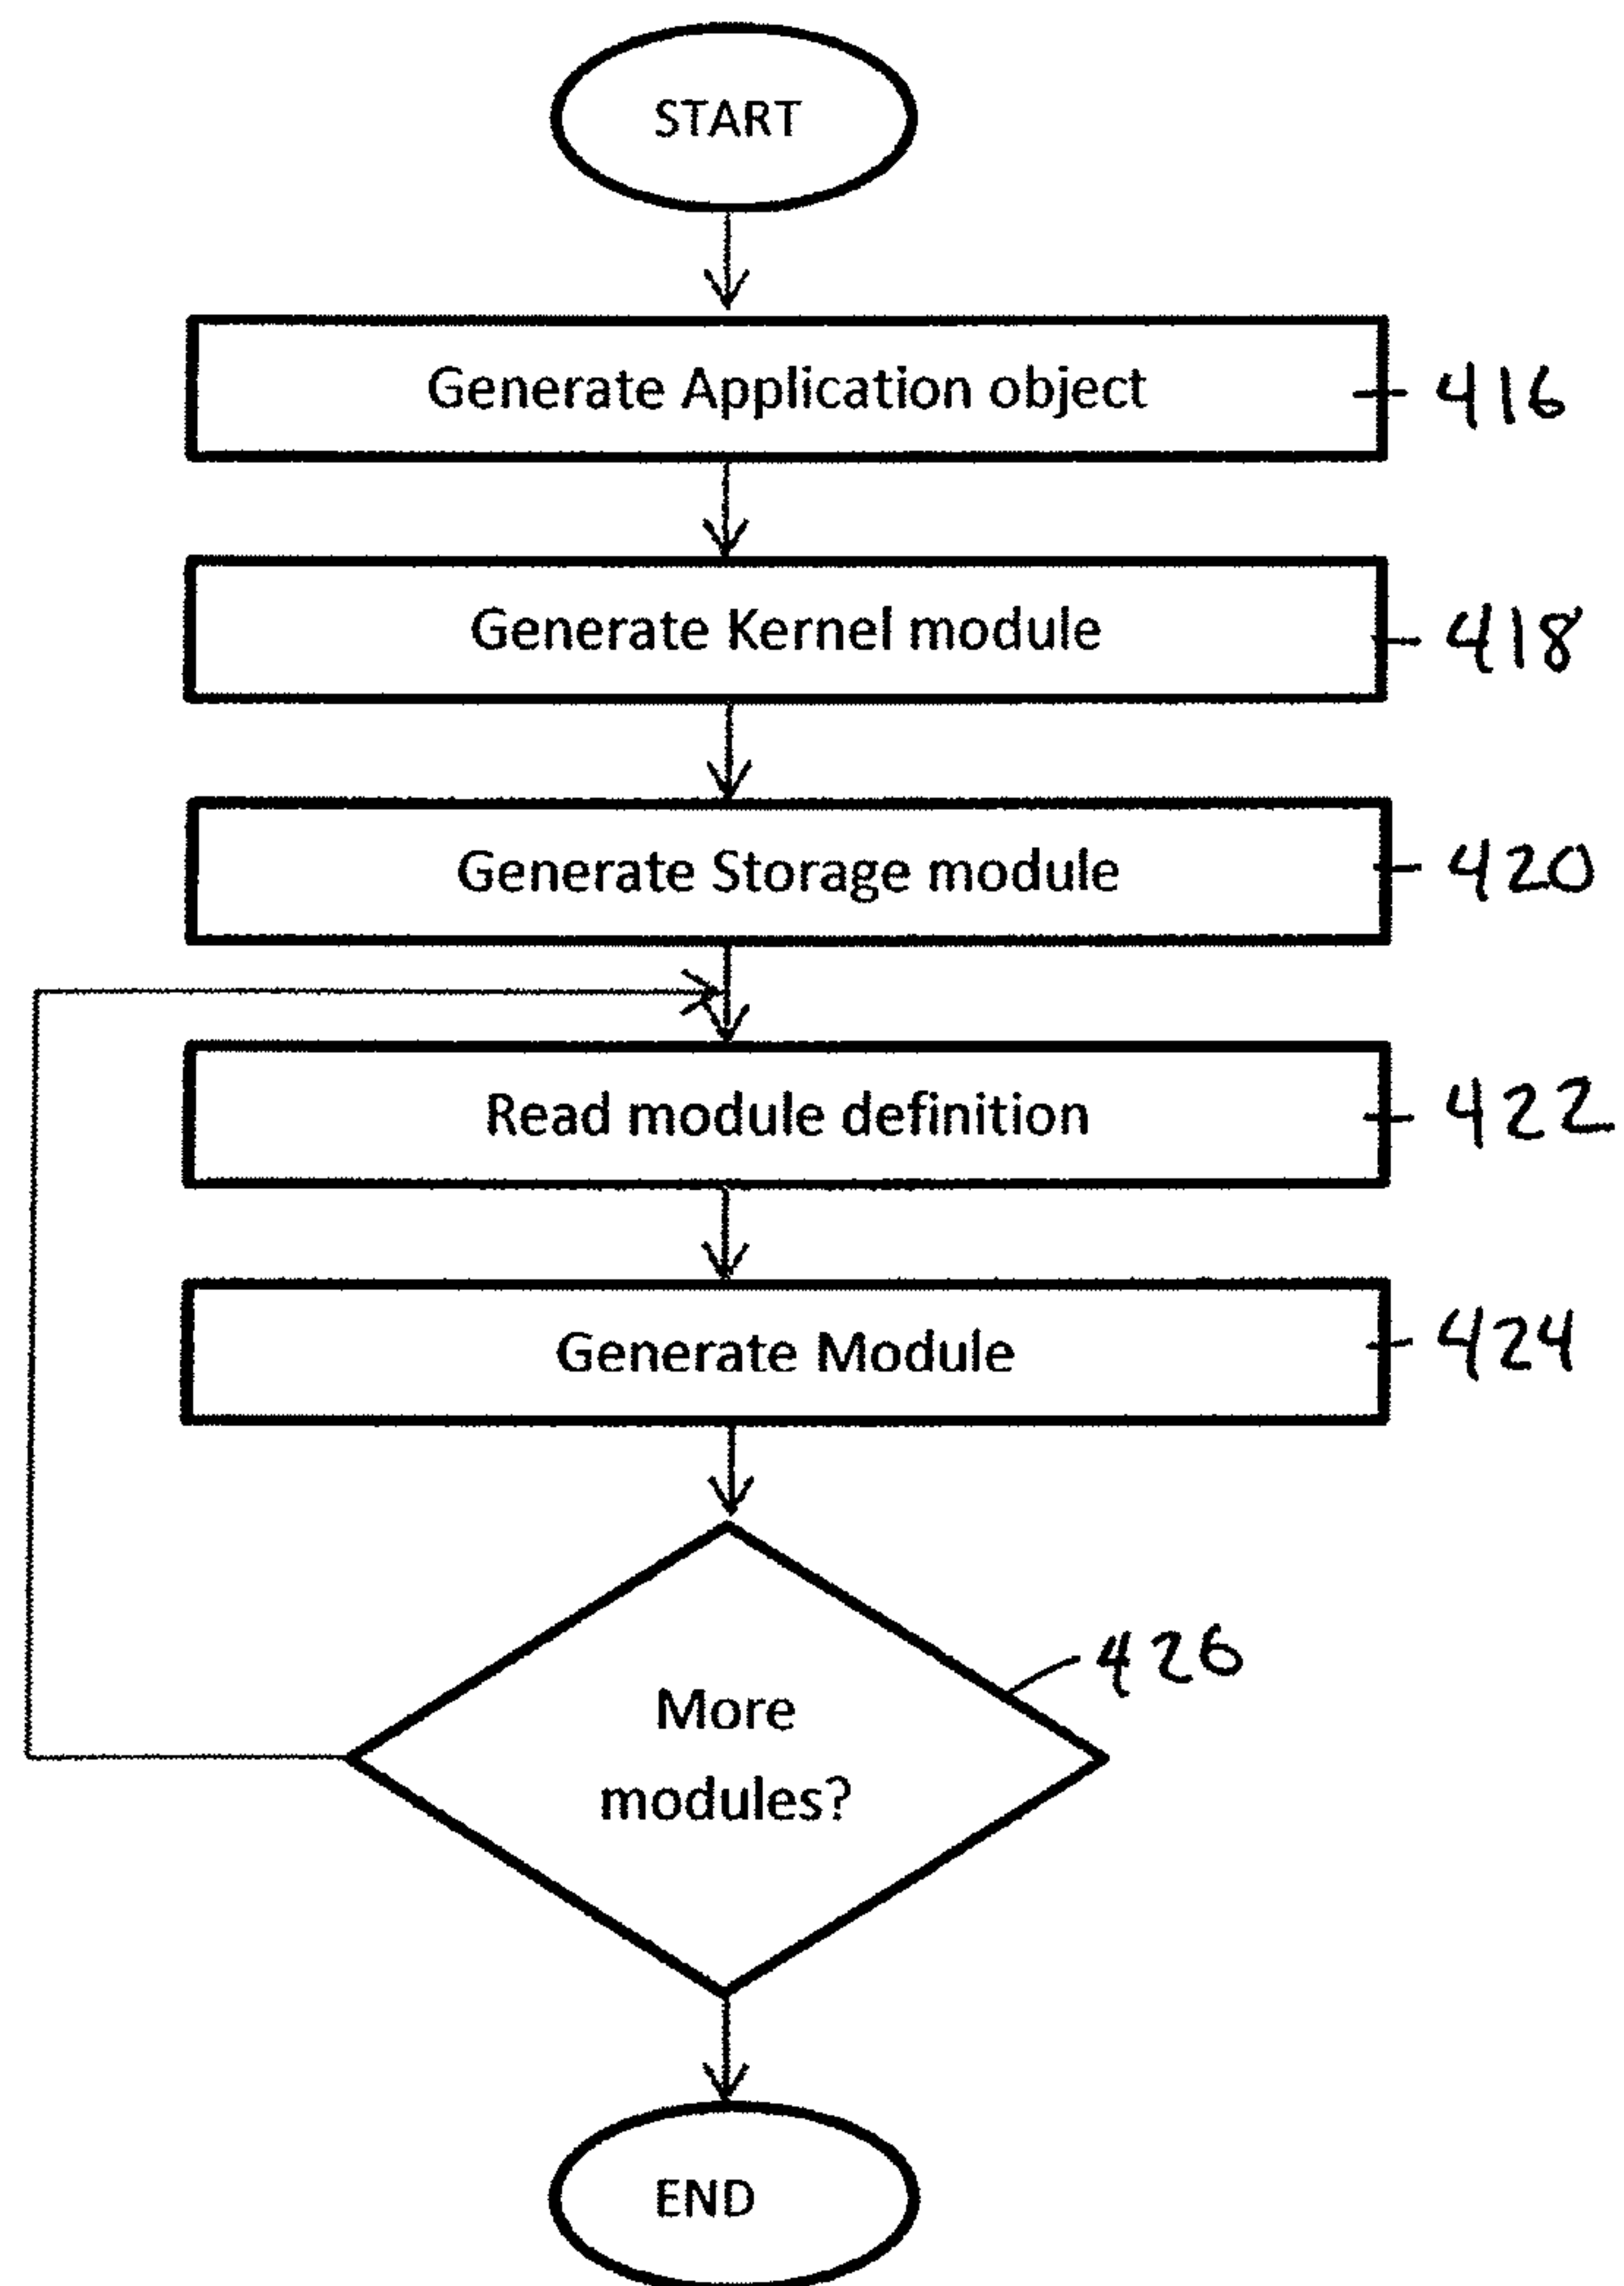 START
Generate Application object
416
Generate Kernel module
418
Generate Storage module
420
Read module definition
422
Generate Module
424
426
More
modules?
END